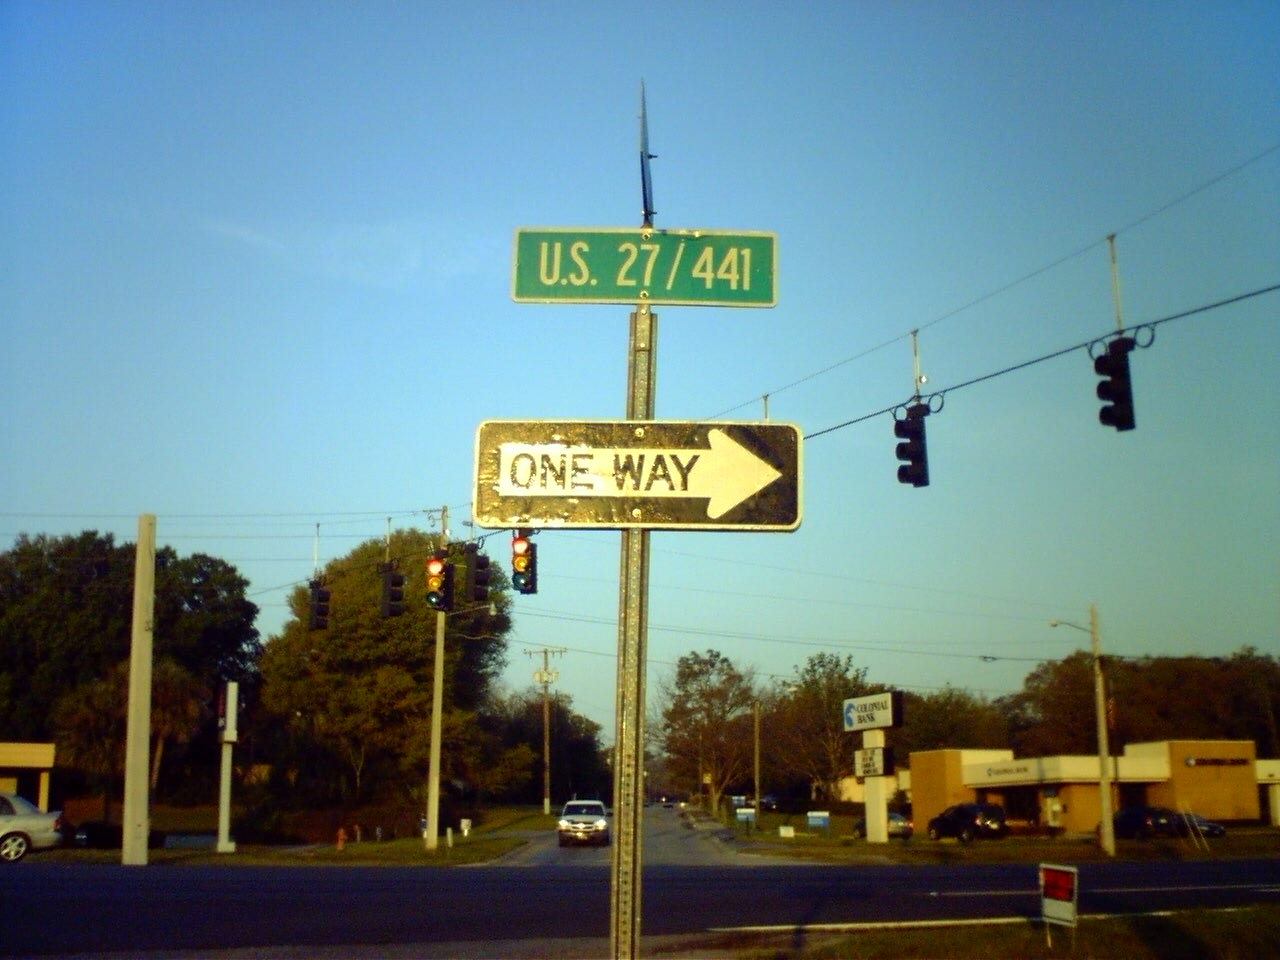 U.S. 27/441
ONE WAY
COLONIAL
BANK